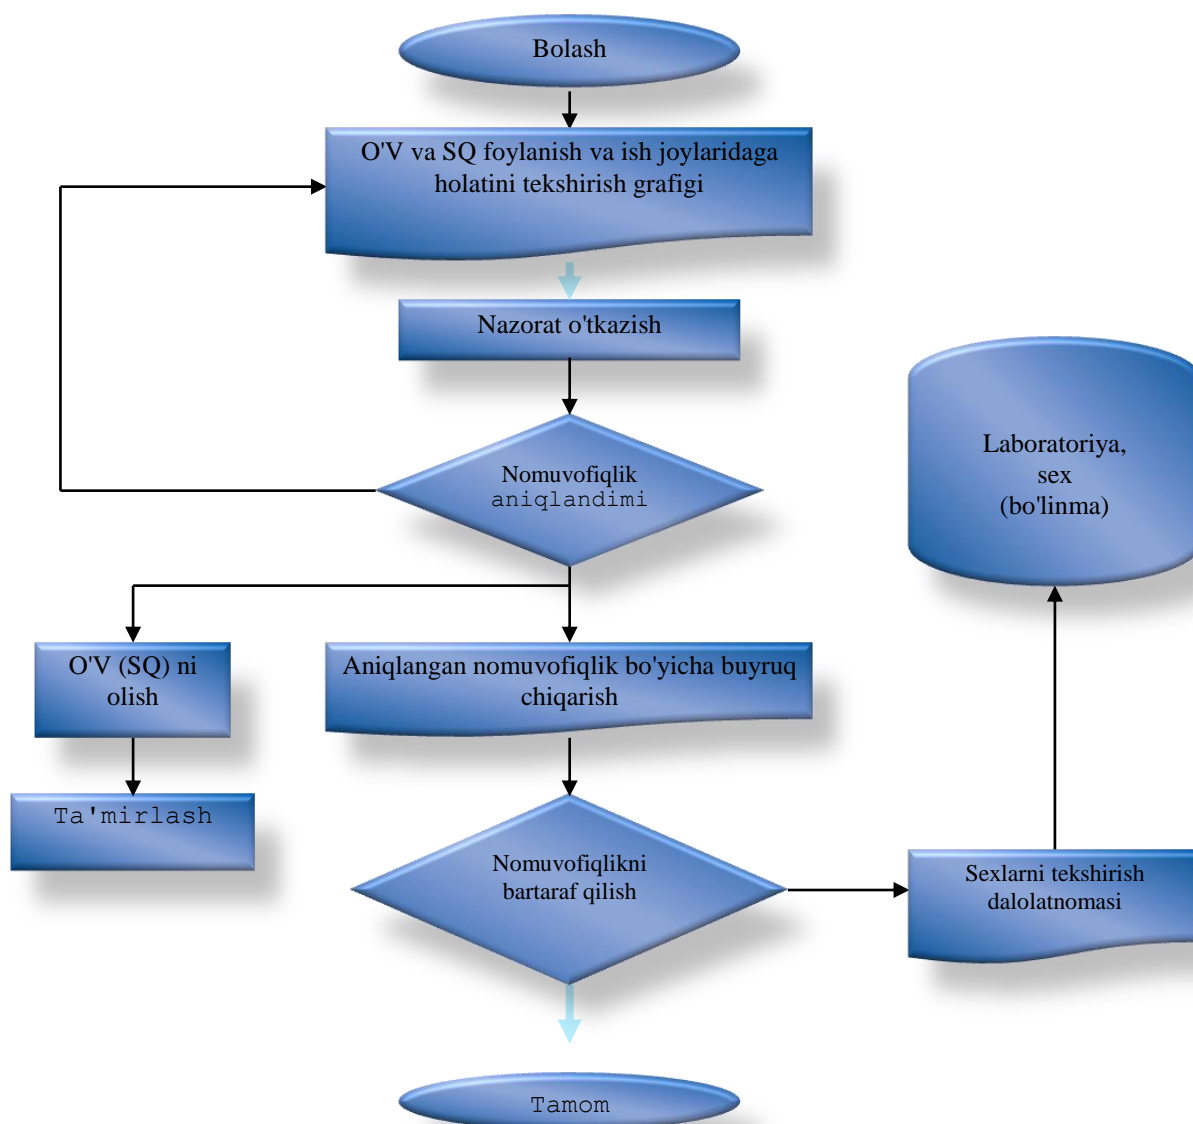 Bolash
O'V va SQ foylanish va ish joylaridaga
holatini tekshirish grafigi
Nazorat o'tkazish
Nomuvofiqlik
aniqlandimi
Laboratoriya,
sex
(bo'linma)
O'V (SQ) ni
olish
Aniqlangan nomuvofiqlik bo'yicha buyruq
chiqarish
Ta'mirlash
Nomuvofiqlikni
bartaraf qilish
Sexlarni tekshirish
dalolatnomasi
Tamom